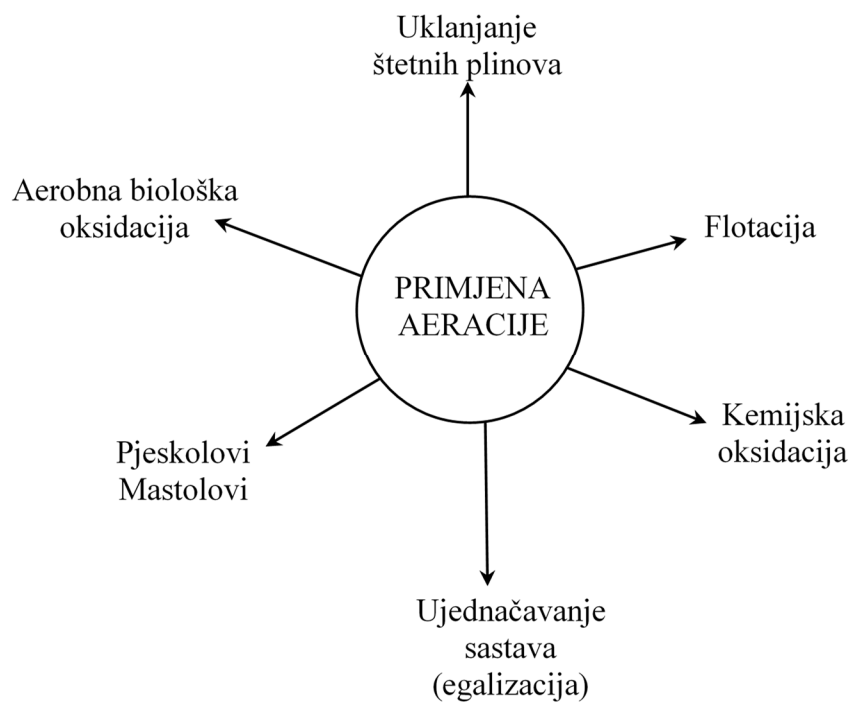 Uklanjanje
štetnih plinova
Aerobna biološka
oksidacija
Flotacija
PRIMJENA
AERACIJE
Kemijska
oksidacija
Pjeskolovi
Mastolovi
Ujednačavanje
sastava
(egalizacija)